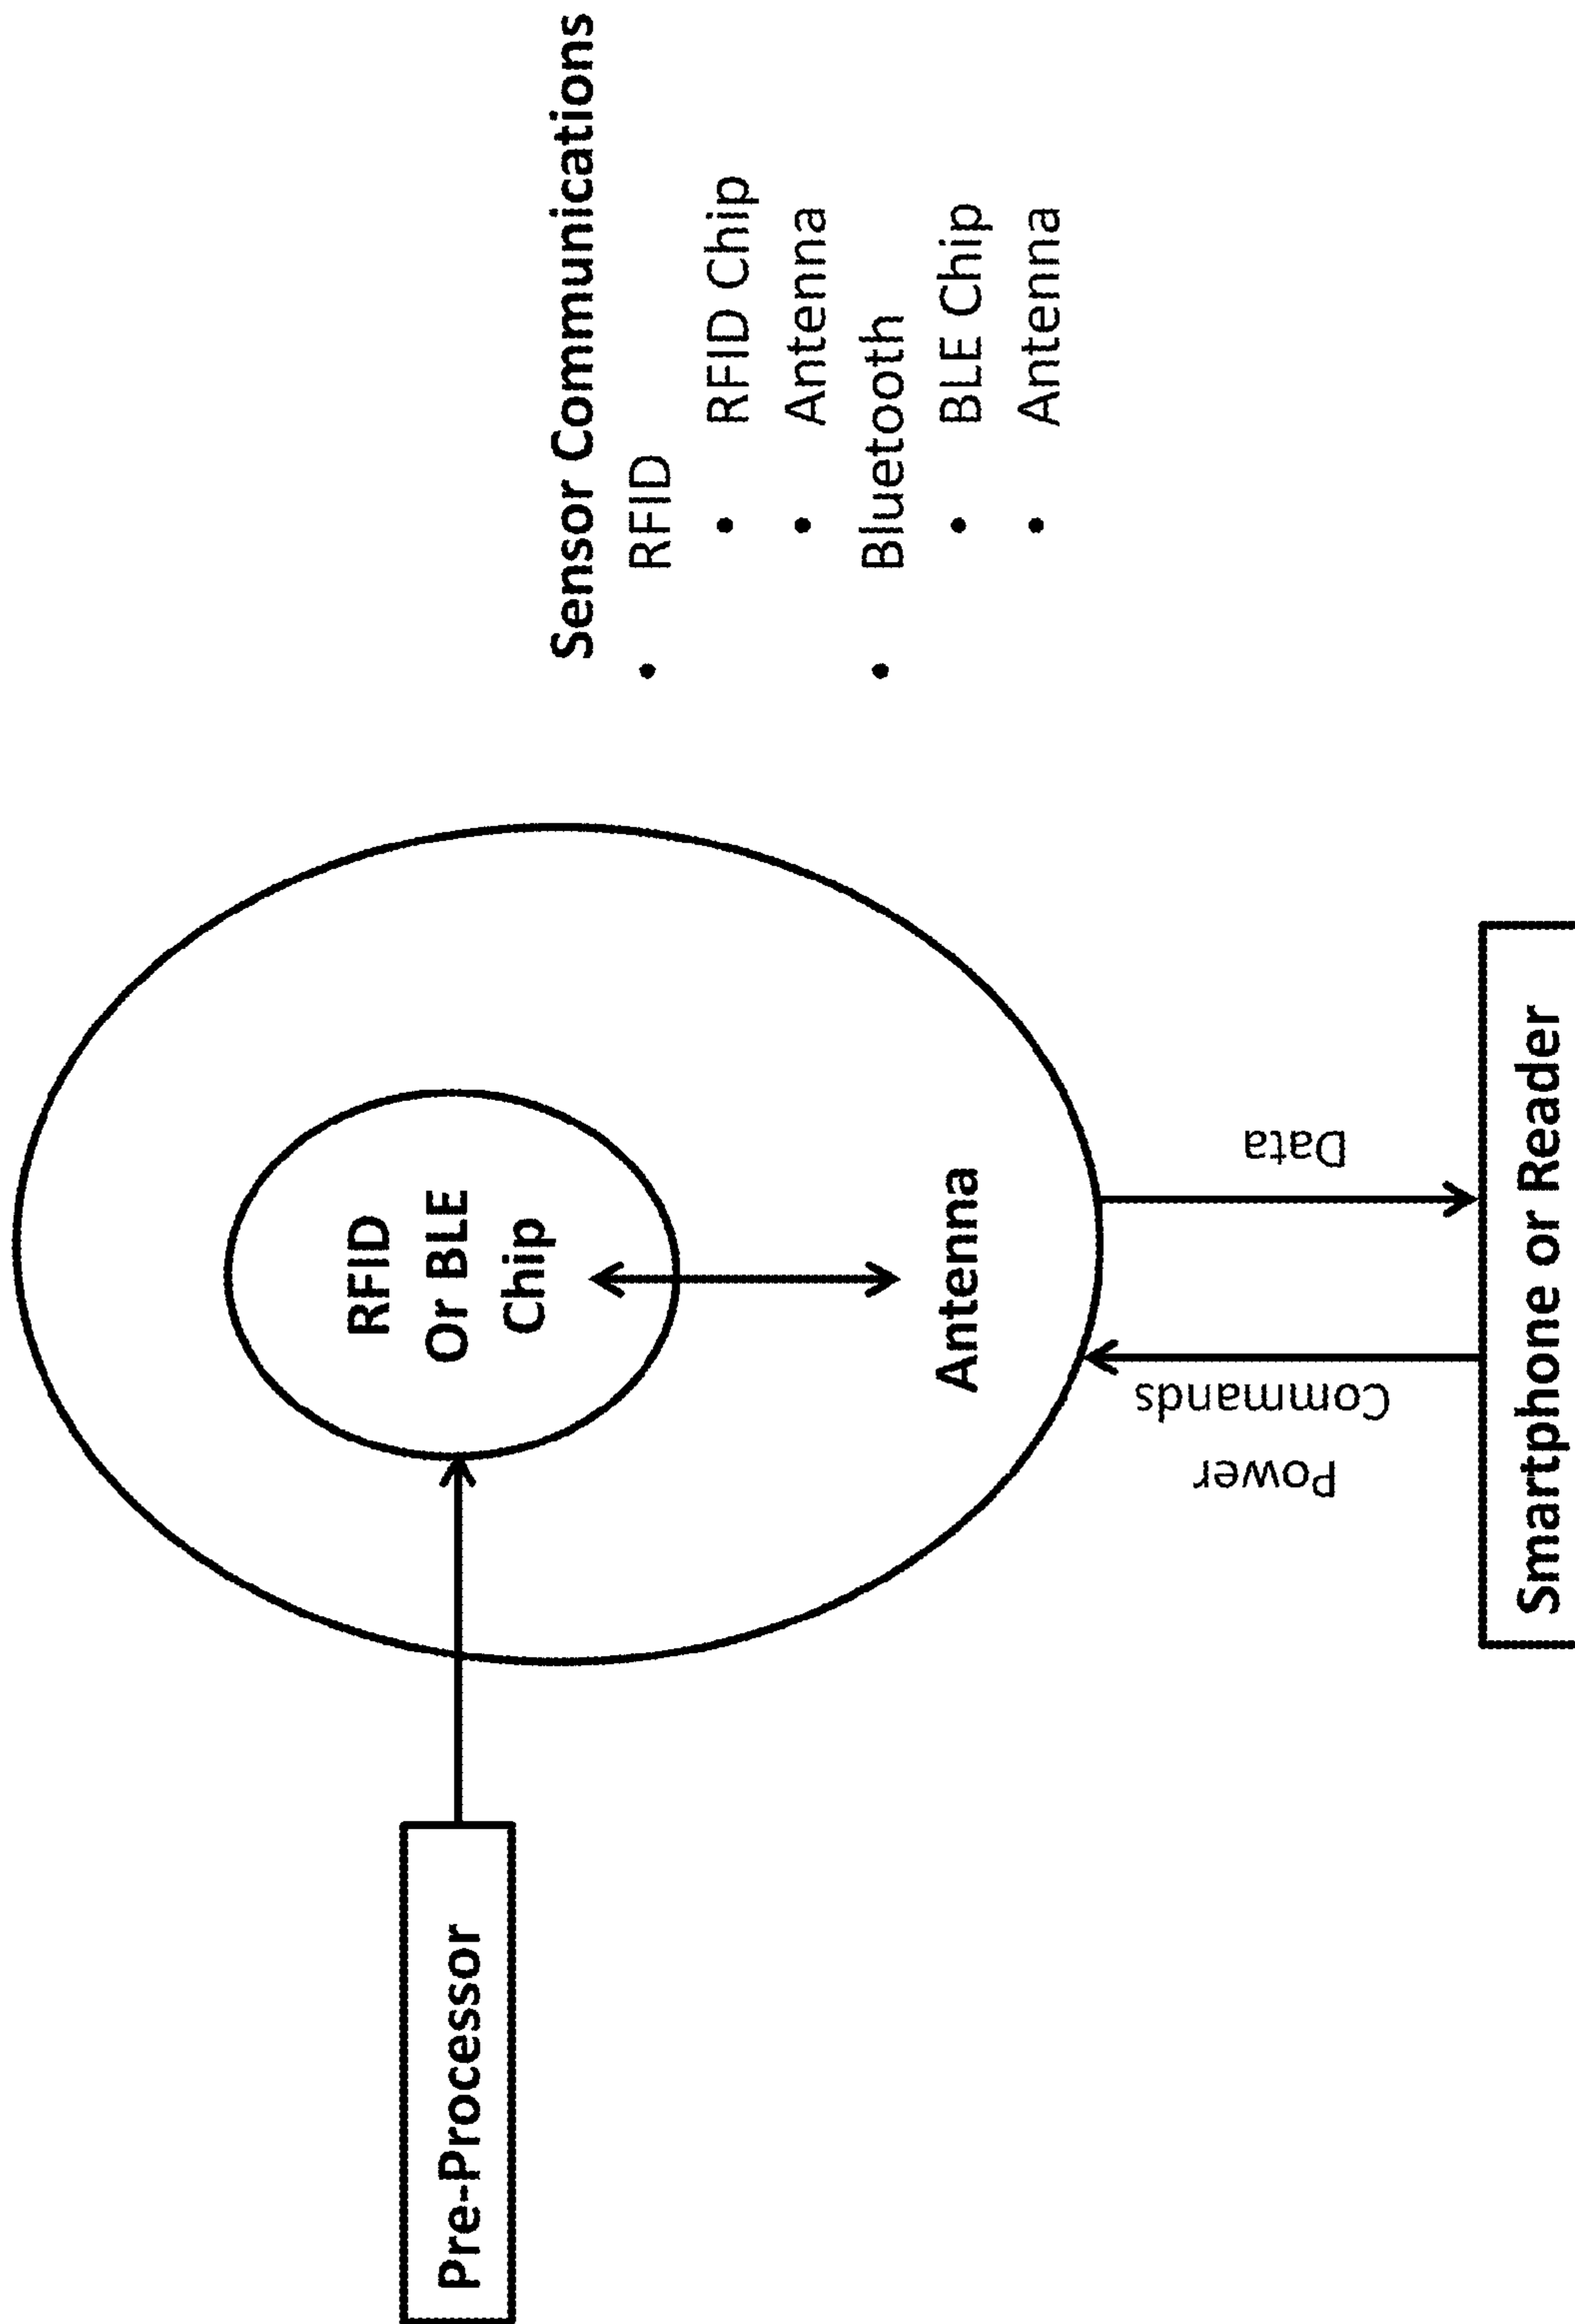 Pre-Processor
RFID
Or BLE
Chip
Antenna
Power
Commands
Data
Smartphone or Reader
Sensor Communications
• RFID
• RFID Chip
• Antenna
• Bluetooth
• BLE Chip
• Antenna